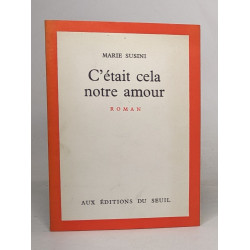 MARIE SUSINI
C'était cela
notre amour
ROMAN
AUX ÉDITIONS DU SEUIL